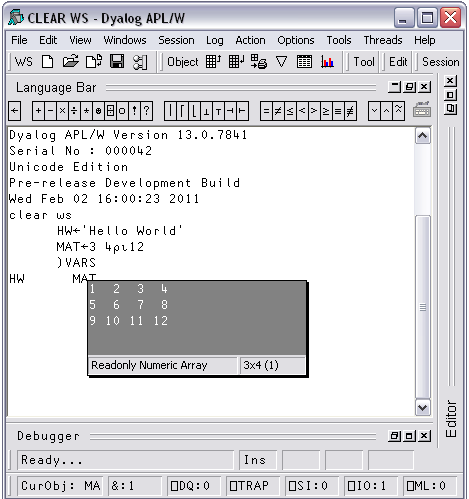 CLEAR WS - Dyalog APL/W
File Edit View Windows Session Log Action Options Tools Threads Help
WS Object Tool Edit Session
Language Bar
← + - × ÷ * ⍟ ⌹ ○ ! ? | ⌈ ⌊ ⊥ ⊤ ⊣ ⊢ = ≠ ≤ < > ≥ ≡ ≢ ∨ ∧ ⍲
Dyalog APL/W Version 13.0.7841
Serial No : 000042
Unicode Edition
Pre-release Development Build
Wed Feb 02 16:00:23 2011
clear ws
HW←'Hello World'
MAT←3 4⍴⍳12
)VARS
HW MAT
1 2 3 4
5 6 7 8
9 10 11 12
Readonly Numeric Array 3x4 (1)
Editor
Debugger
Ready... Ins
CurObj: MA &:1 ⎕DQ:0 ⎕TRAP ⎕SI:0 ⎕IO:1 ⎕ML:0